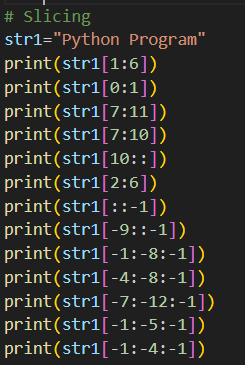 # Slicing
str1="Python Program"
print(str1[1:6])
print(str1[0:1])
print(str1[7:11])
print(str1[7:10])
print(str1[10::])
print(str1[2:6])
print(str1[::-1])
print(str1[-9::-1])
print(str1[-1:-8:-1])
print(str1[-4:-8:-1])
print(str1[-7:-12:-1])
print(str1[-1:-5:-1])
print(str1[-1:-4:-1])